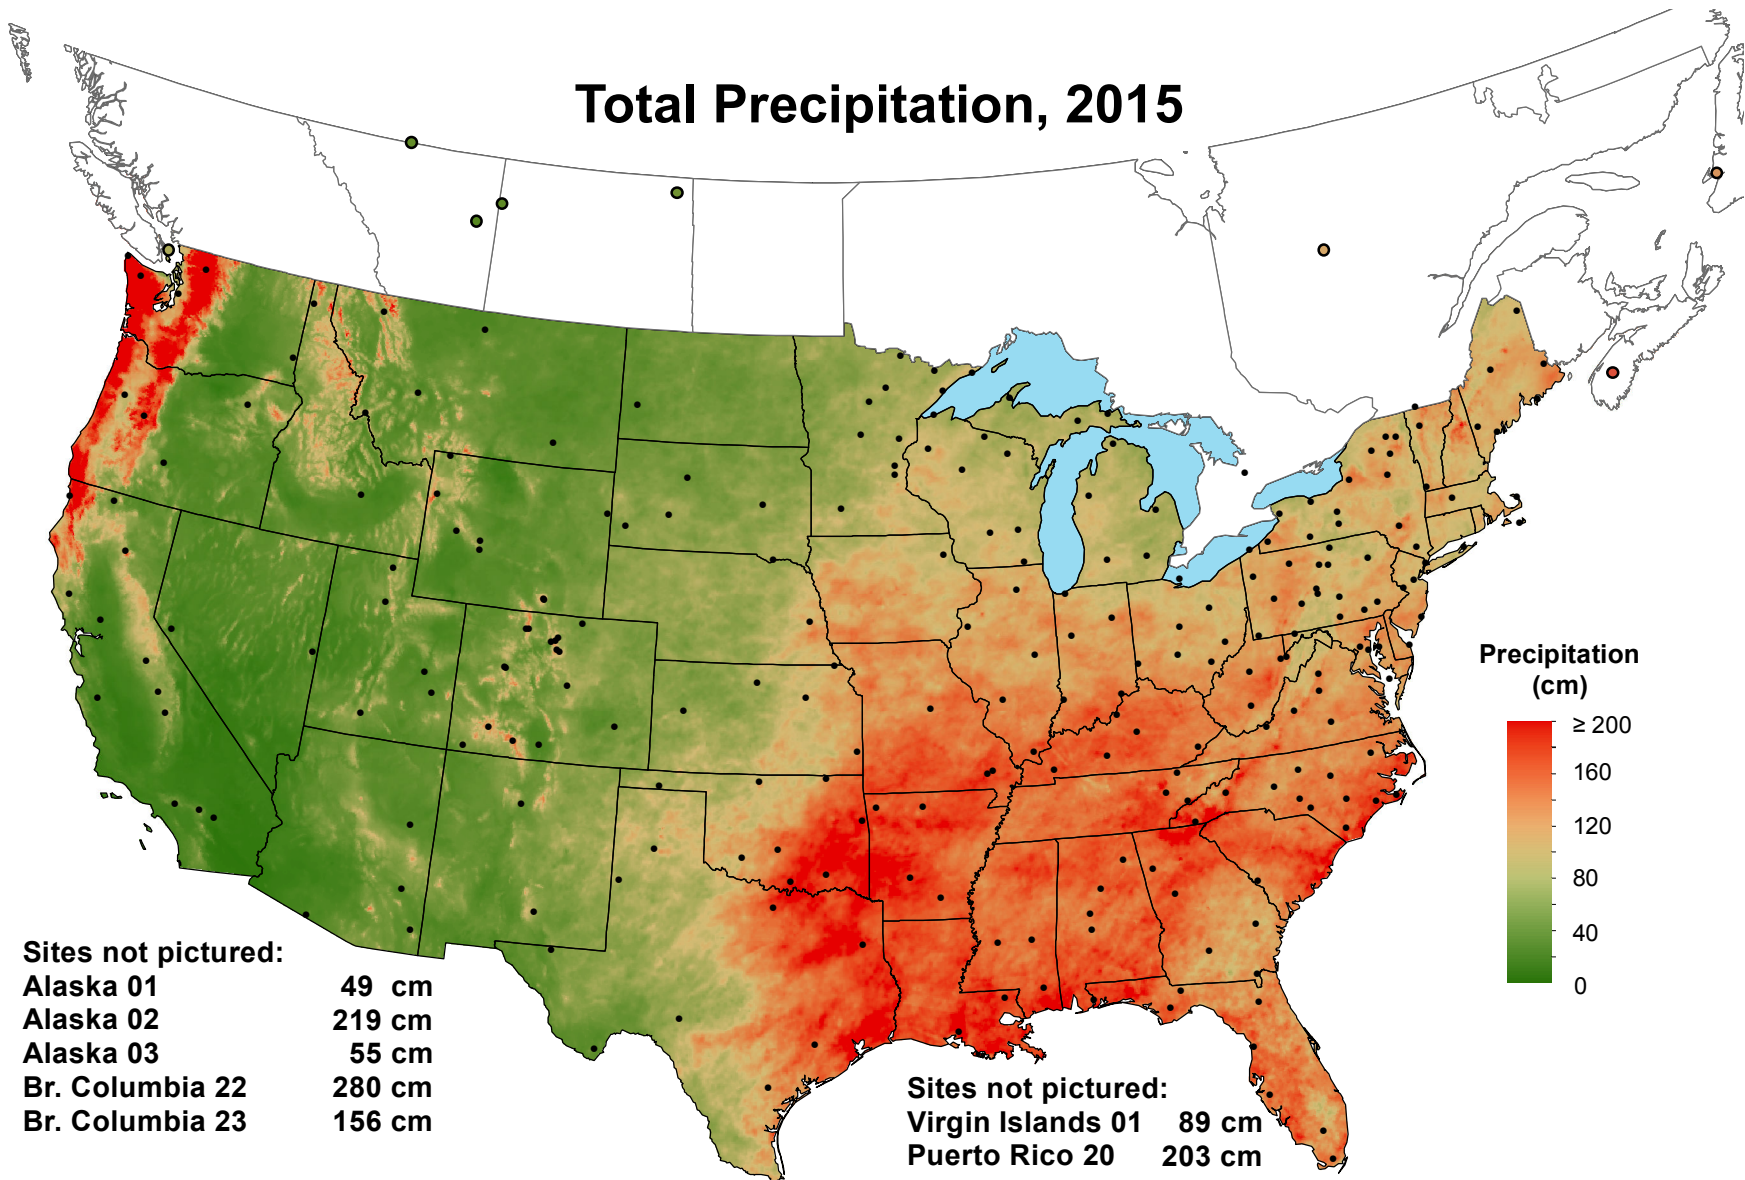 Total Precipitation, 2015
Precipitation
(cm)
≥ 200
160
120
80
40
0
Sites not pictured:
Alaska 01 49 cm
Alaska 02 219 cm
Alaska 03 55 cm
Br. Columbia 22 280 cm
Br. Columbia 23 156 cm
Sites not pictured:
Virgin Islands 01 89 cm
Puerto Rico 20 203 cm